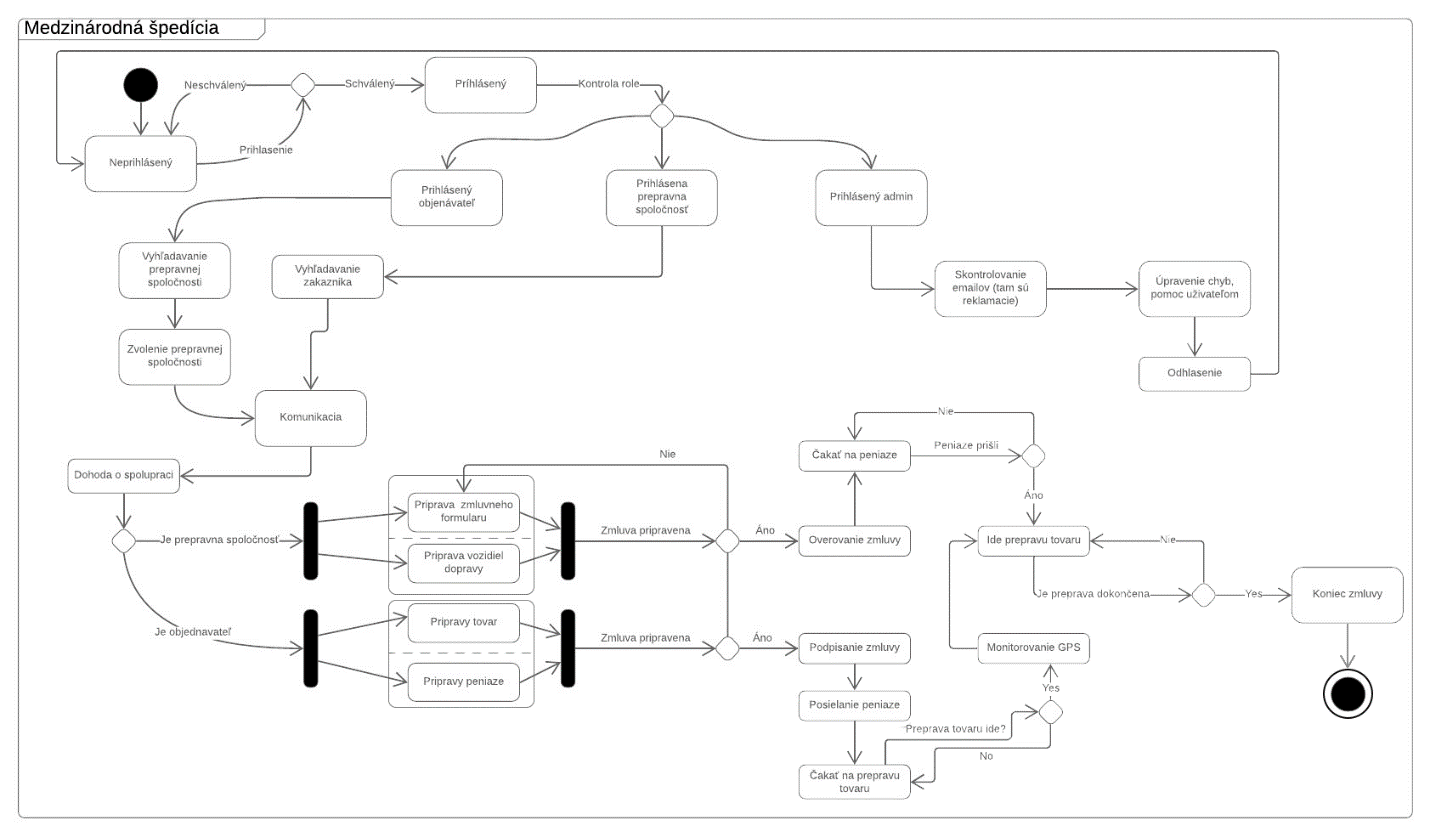 Medzinárodná špedícia
Neschválený
Schválený
Príhlásený
Kontrola role
Neprihlásený
Prihlasenie
Prihlásený
objenávateľ
Prihlásena
prepravna
spoločnosť
Prihlásený admin
Vyhľadavanie
prepravnej
spoločnosti
Vyhľadavanie
zakaznika
Skontrolovanie
emailov (tam sú
reklamacie)
Úpravenie chyb,
pomoc uživateľom
Zvolenie prepravnej
spoločnosti
Odhlasenie
Komunikacia
Nie
Peniaze prišli
Čakať na peniaze
Nie
Dohoda o spolupraci
Áno
Priprava zmluvneho
formularu
Je prepravna spoločnosť
Zmluva pripravena
Áno
Overovanie zmluvy
Ide prepravu tovaru
Nie
Priprava vozidiel
dopravy
Je preprava dokončena
Yes
Koniec zmluvy
Je objednavateľ
Pripravy tovar
Zmluva pripravena
Áno
Podpisanie zmluvy
Monitorovanie GPS
Pripravy peniaze
Yes
Posielanie peniaze
Preprava tovaru ide?
No
Čakať na prepravu
tovaru